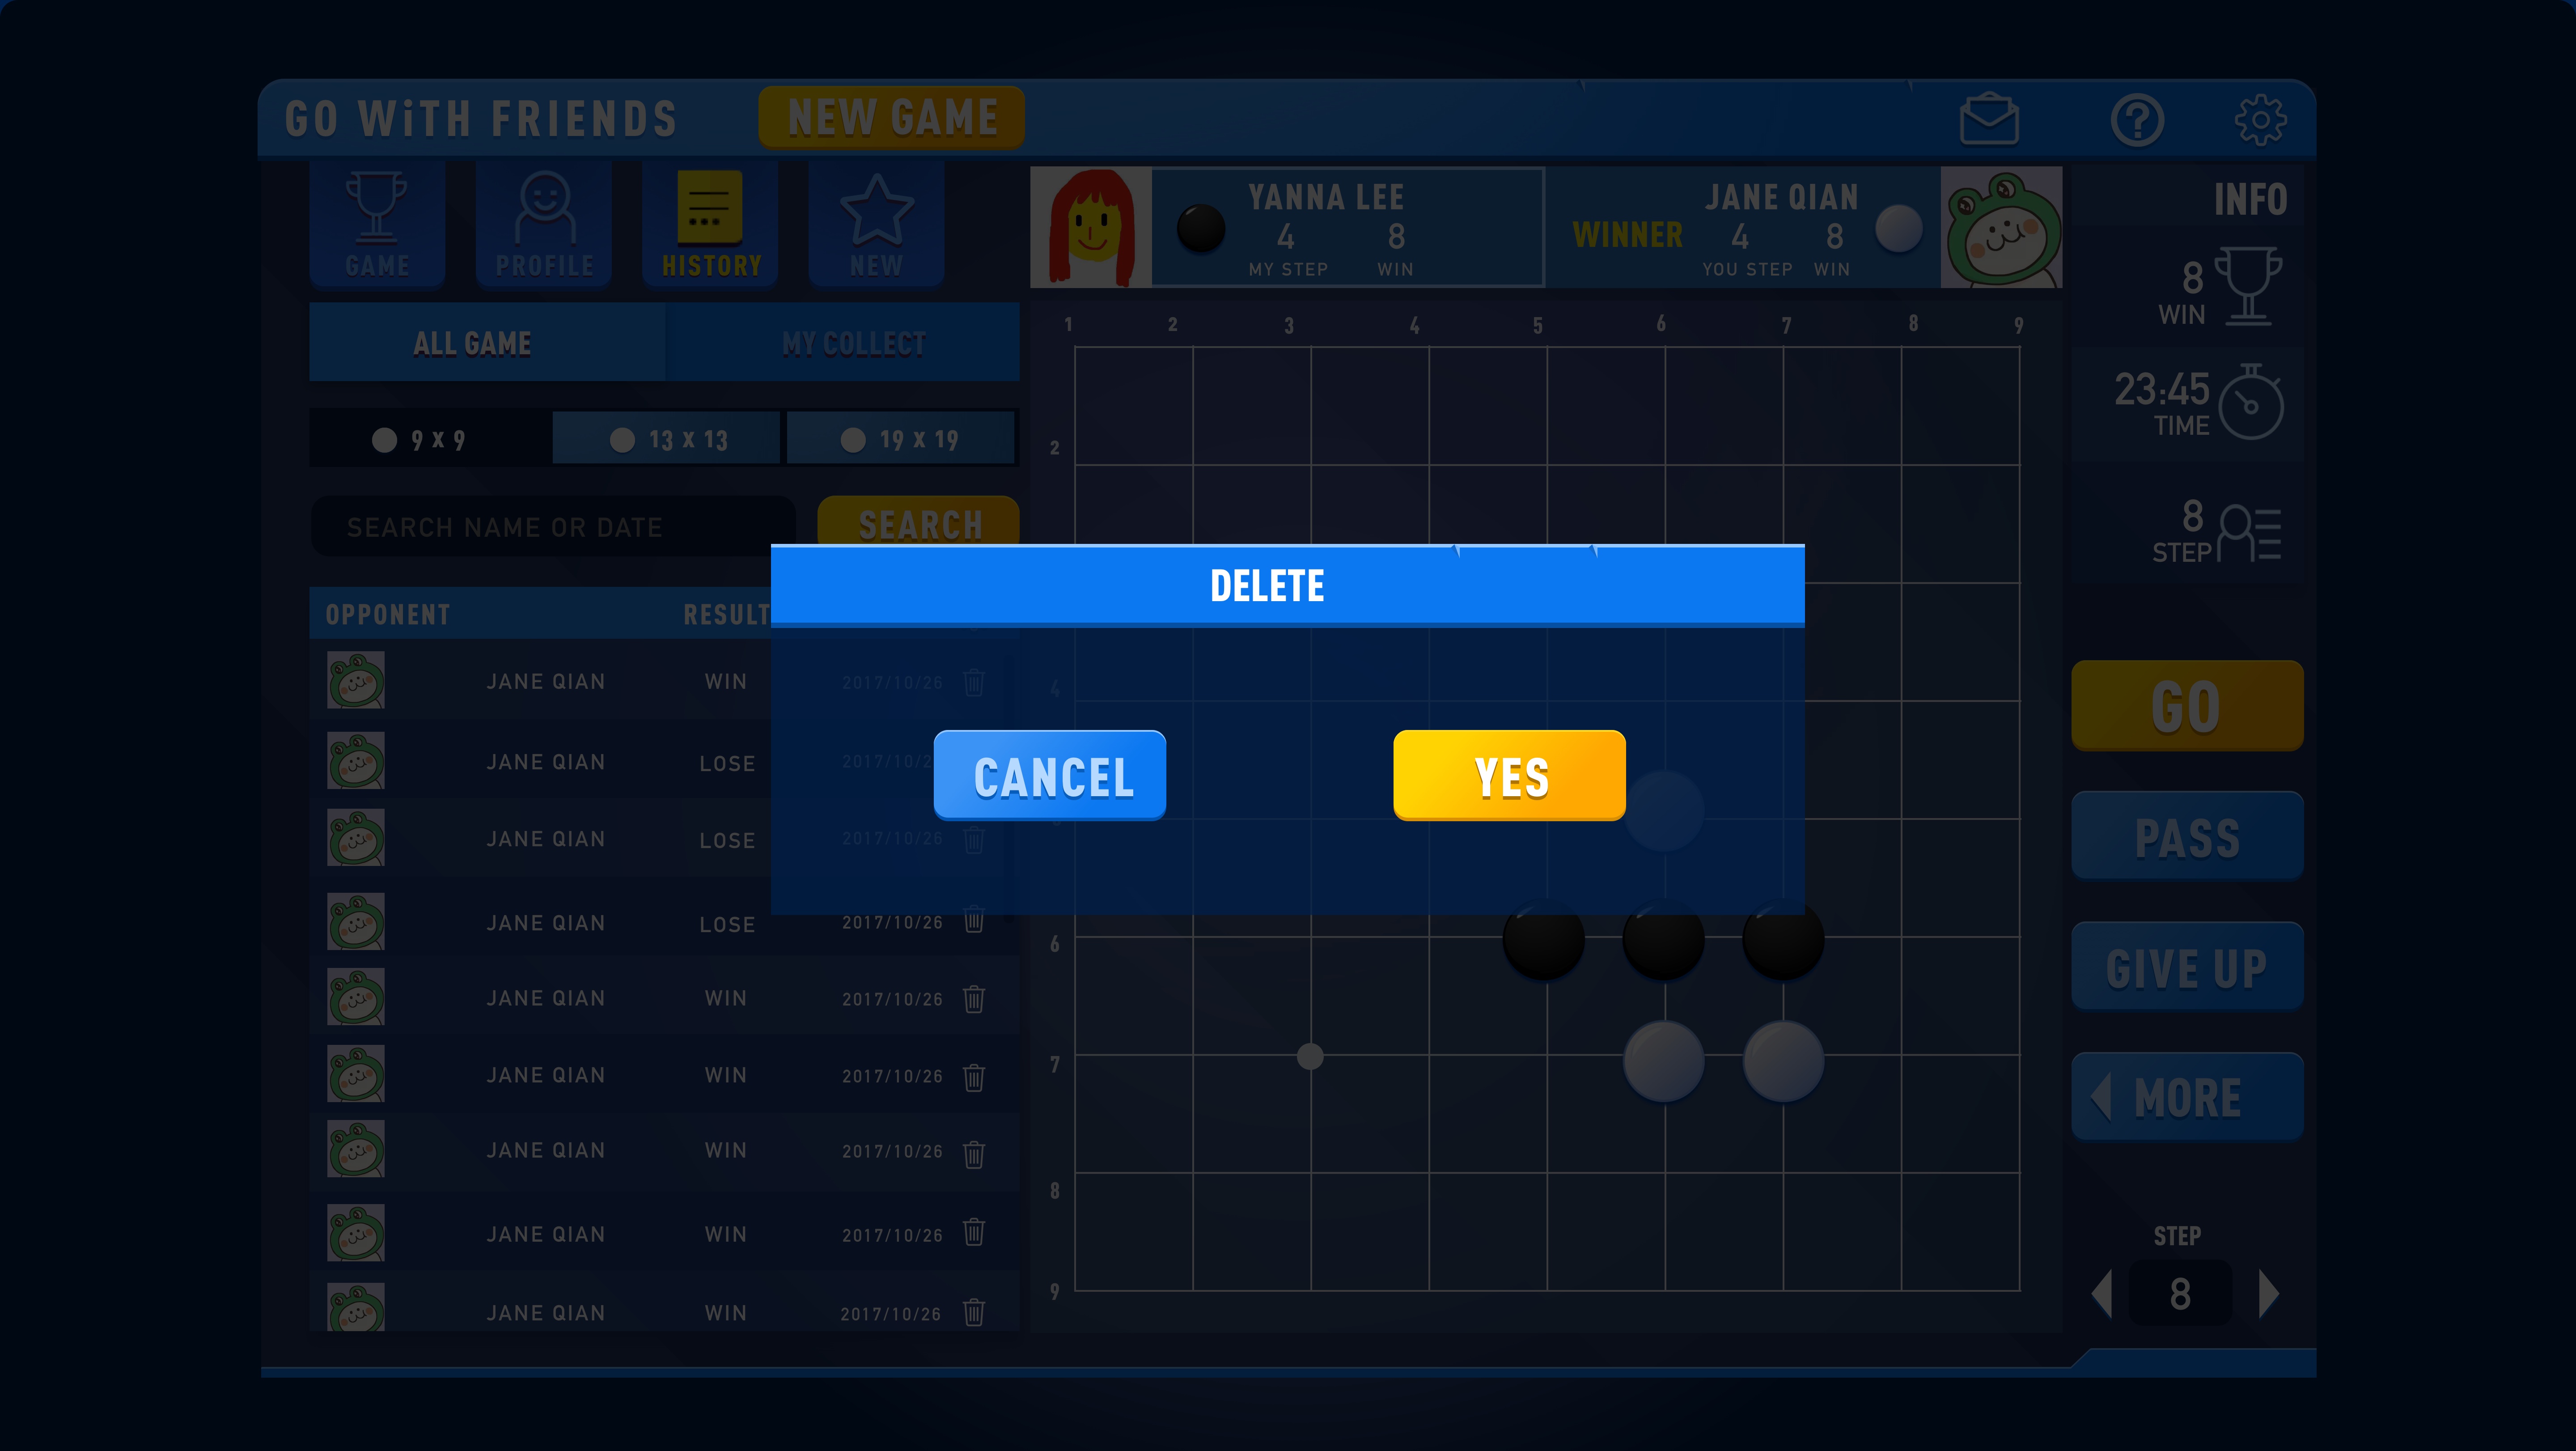 GO WiTH FRIENDS NEW GAME
GAME PROFILE HISTORY NEW
YANNA LEE
4 8
MY STEP WIN
WINNER
JANE QIAN
4 8
YOU STEP WIN
INFO
8
WIN
23:45
TIME
8
STEP
ALL GAME MY COLLECT
9 X 9 13 X 13 19 X 19
SEARCH NAME OR DATE SEARCH
OPPONENT RESULT
JANE QIAN WIN 2017/10/26
JANE QIAN LOSE
JANE QIAN LOSE 2017/10/26
JANE QIAN LOSE 2017/10/26
JANE QIAN WIN 2017/10/26
JANE QIAN WIN 2017/10/26
JANE QIAN WIN 2017/10/26
JANE QIAN WIN 2017/10/26
JANE QIAN WIN 2017/10/26
1 2 3 4 5 6 7 8 9
2
4
6
7
8
9
DELETE
CANCEL YES
GO
PASS
GIVE UP
MORE
STEP
8